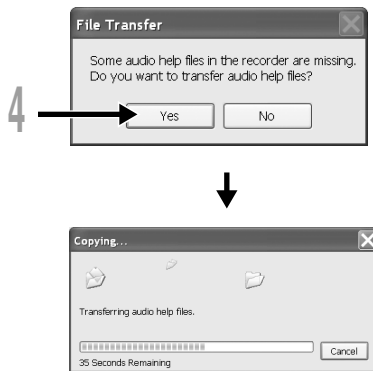 File Transfer
Some audio help files in the recorder are missing.
Do you want to transfer audio help files?
4
Yes
No
Copying...
Transferring audio help files.
Cancel
35 Seconds Remaining